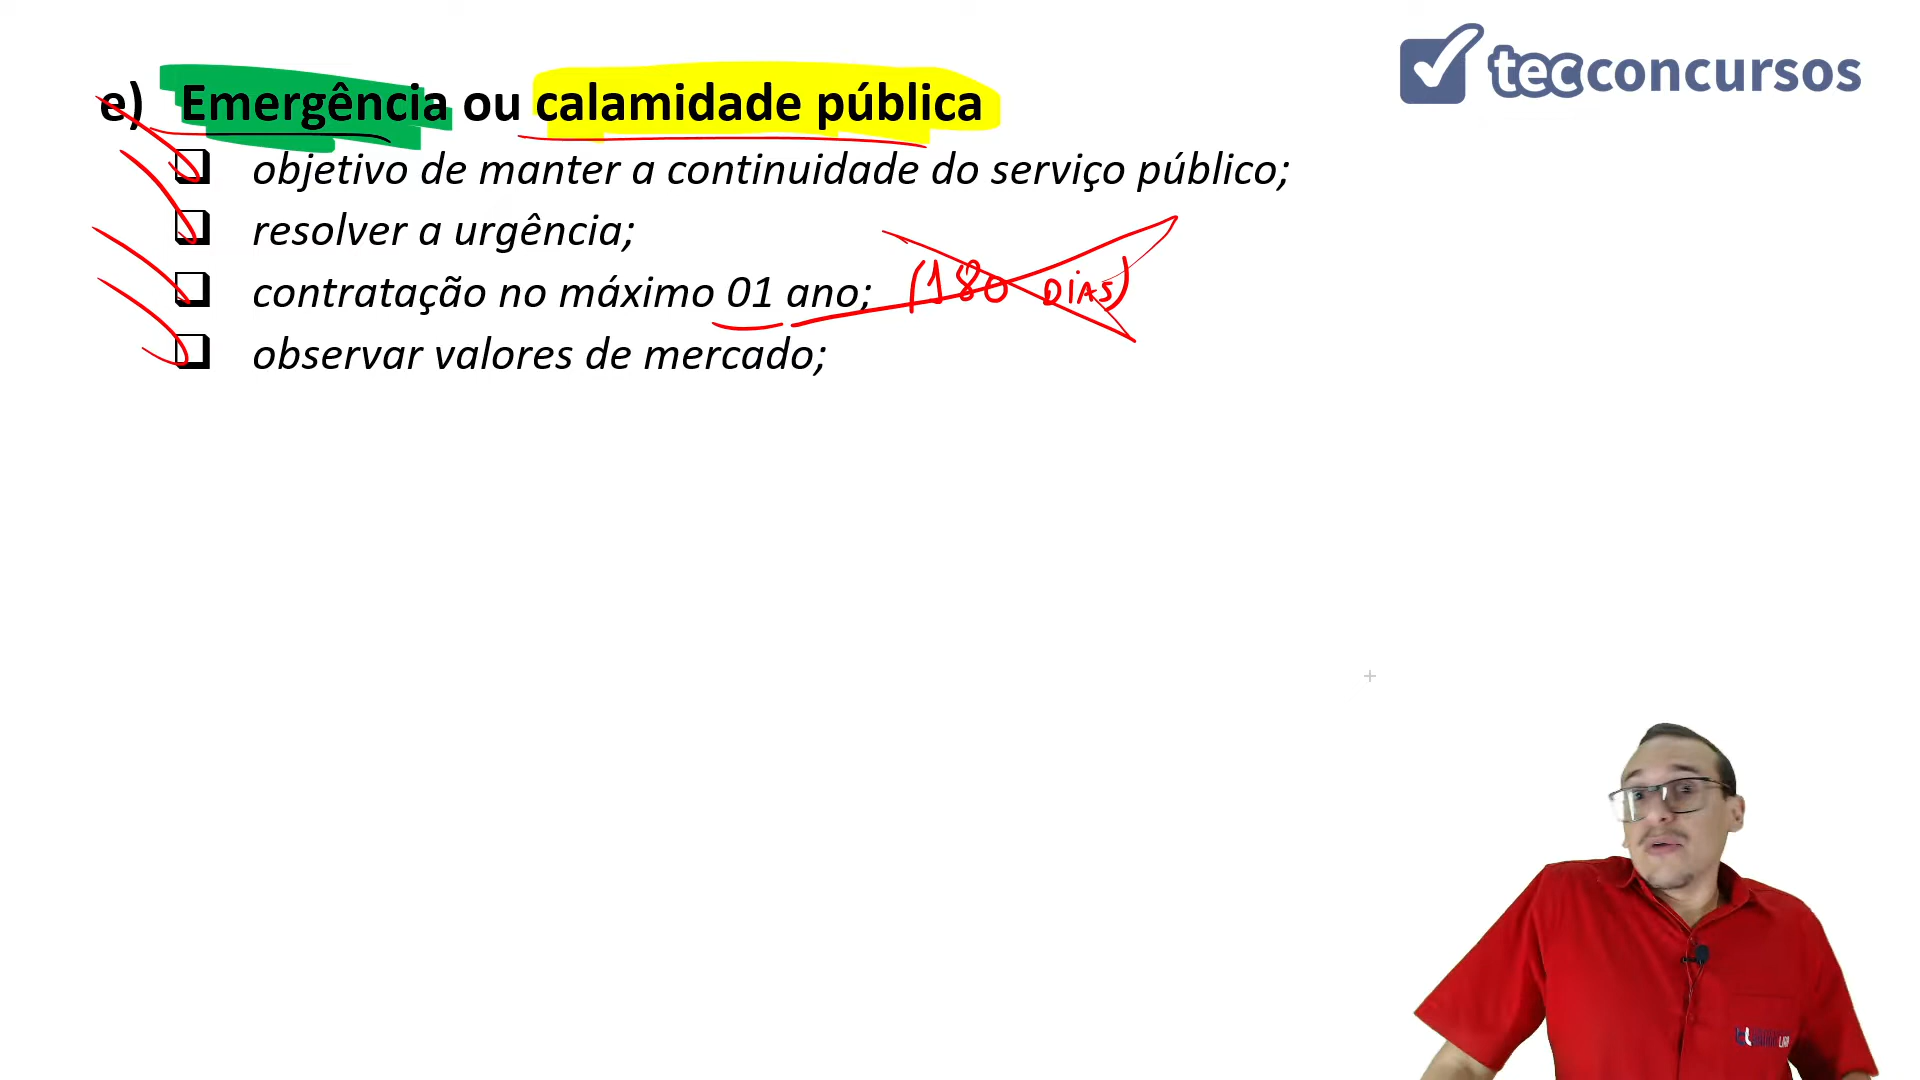 tecconcursos
e) Emergência ou calamidade pública
objetivo de manter a continuidade do serviço público;
resolver a urgência;
contratação no máximo 01 ano; (180 DIAS)
observar valores de mercado;